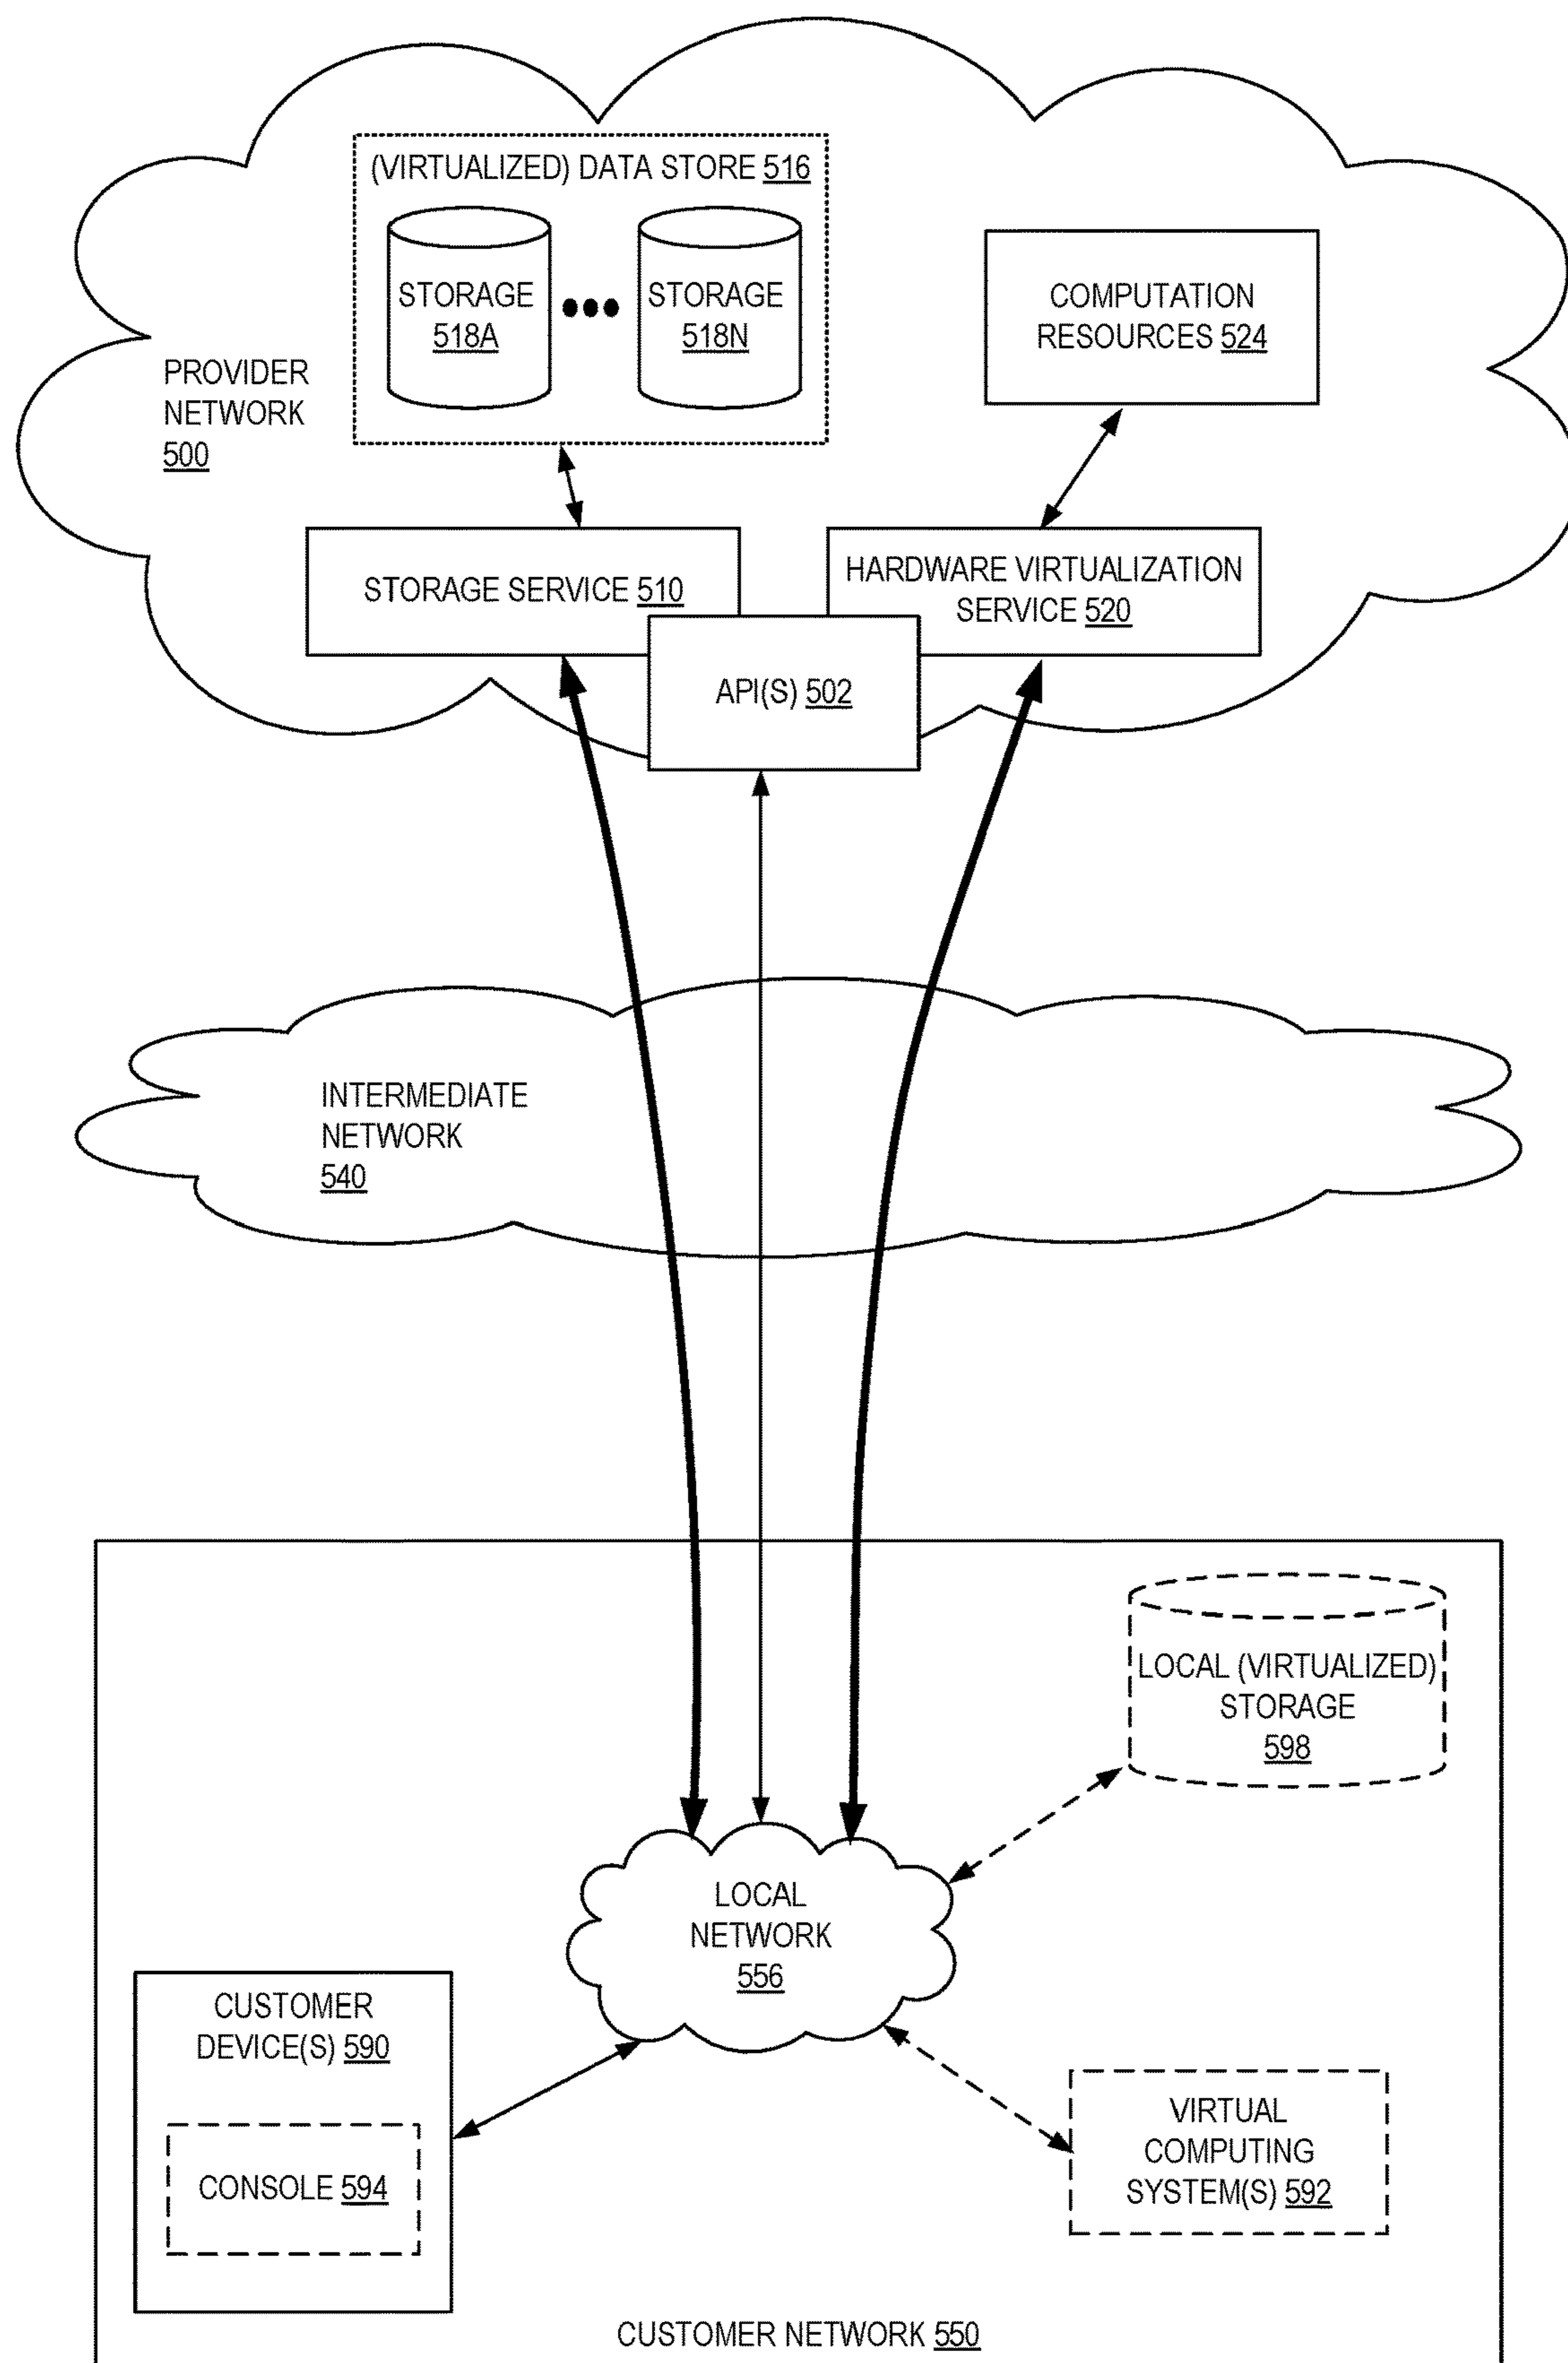 (VIRTUALIZED) DATA STORE 516
STORAGE
518A
STORAGE
518N
COMPUTATION
RESOURCES 524
PROVIDER
NETWORK
500
STORAGE SERVICE 510
HARDWARE VIRTUALIZATION
SERVICE 520
API(S) 502
INTERMEDIATE
NETWORK
540
LOCAL (VIRTUALIZED)
STORAGE
598
LOCAL
NETWORK
556
CUSTOMER
DEVICE(S) 590
CONSOLE 594
VIRTUAL
COMPUTING
SYSTEM(S) 592
CUSTOMER NETWORK 550